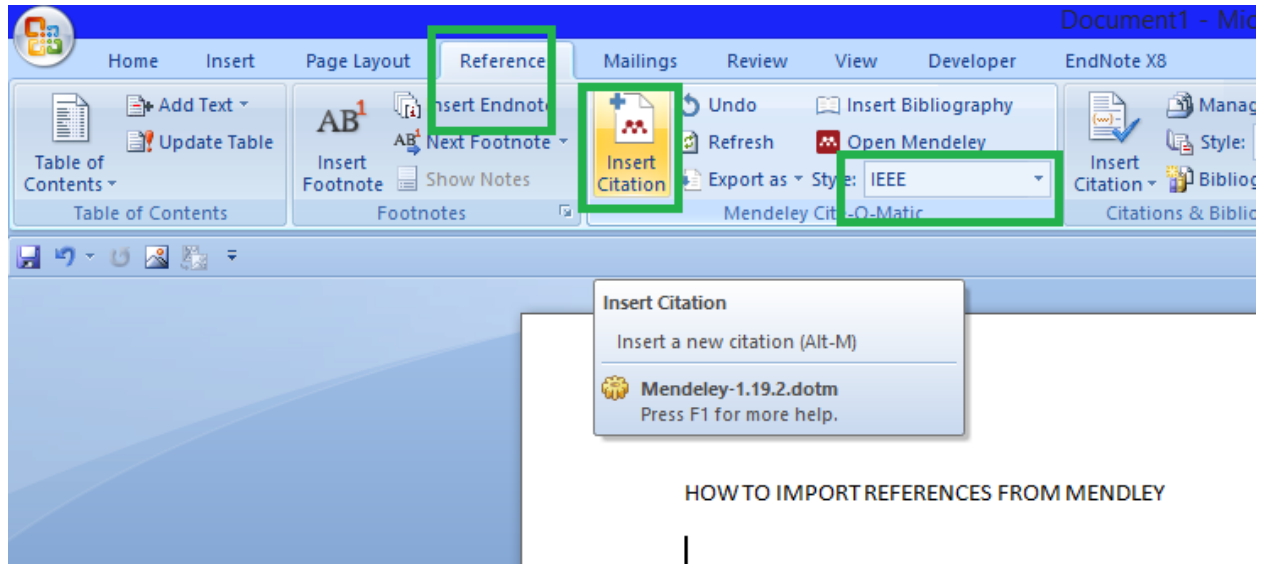 Document1 - Mic
Home Insert Page Layout Reference Mailings Review View Developer EndNote X8
Add Text
Update Table
Table of
Contents
Table of Contents
AB1
Insert
Footnote
nsert Endnote
AB1 Next Footnote
Show Notes
Footnotes
Insert
Citation
Undo
Refresh
Export as
Insert Bibliography
Open Mendeley
Style: IEEE
Mendeley Cite-O-Matic
Insert
Citation
Manag
Style:
Bibliog
Citations & Biblio
Insert Citation
Insert a new citation (Alt-M)
Mendeley-1.19.2.dotm
Press F1 for more help.
HOW TO IMPORT REFERENCES FROM MENDLEY